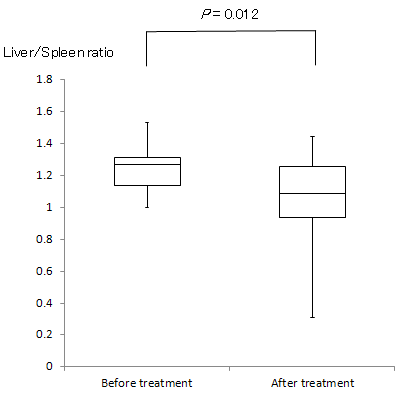 P = 0.012
Liver/Spleen ratio
1.8
1.6
1.4
1.2
1
0.8
0.6
0.4
0.2
0
Before treatment
After treatment